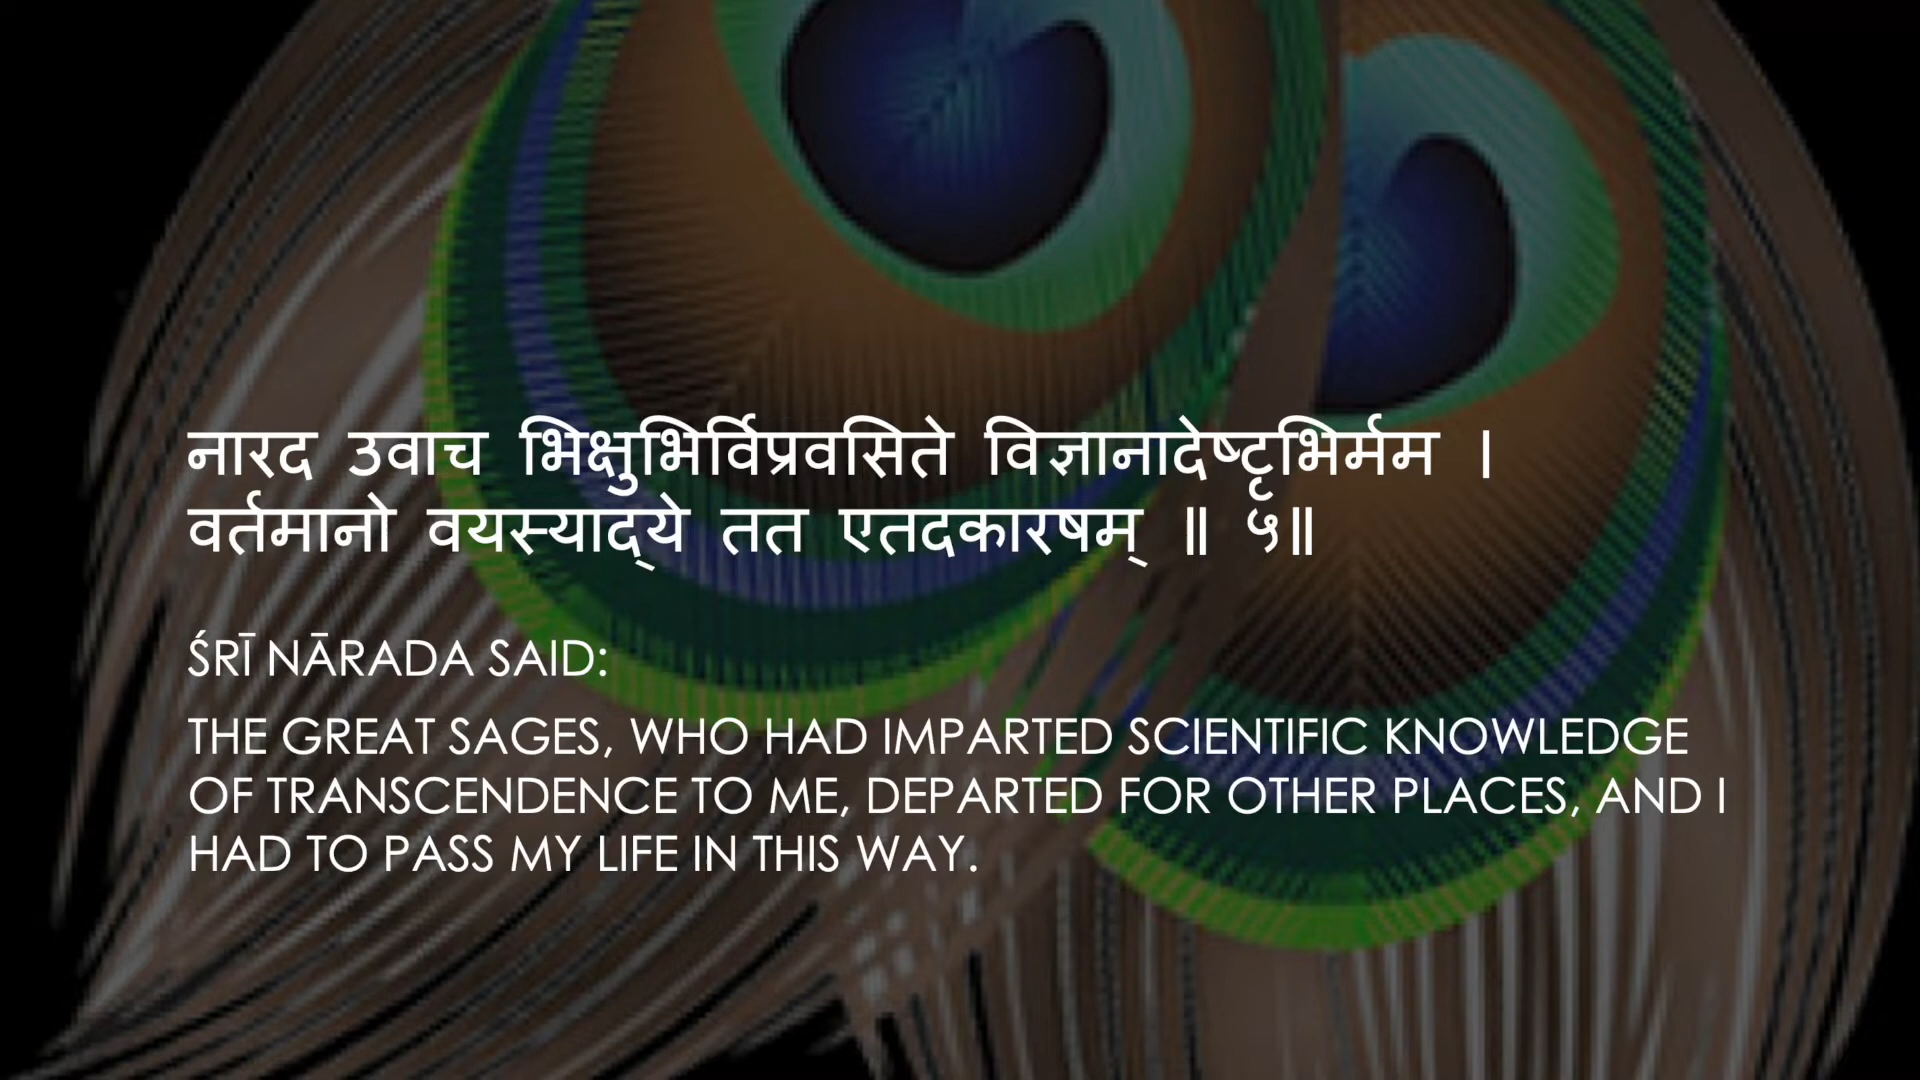 नारद उवाच भिक्षुभिर्विप्रवसिते विज्ञानादेष्टृभिर्मम ।
वर्तमानो वयस्याद्‌ये तत एतदकारषम् ॥ ५॥
ŚRĪ NĀRADA SAID:
THE GREAT SAGES, WHO HAD IMPARTED SCIENTIFIC KNOWLEDGE
OF TRANSCENDENCE TO ME, DEPARTED FOR OTHER PLACES, AND I
HAD TO PASS MY LIFE IN THIS WAY.